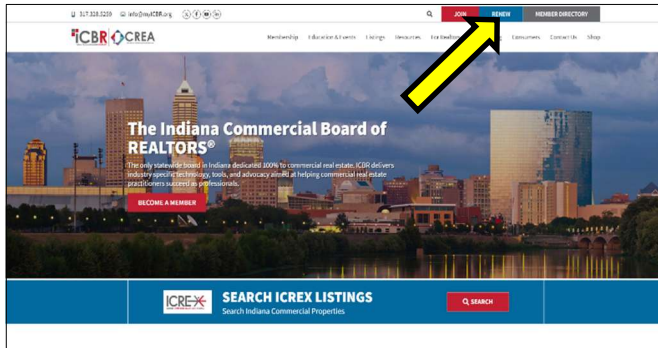 317.328.3259 info@myICBR.org
JOIN RENEW MEMBER DIRECTORY
ICBR CREA
Membership Education & Events Listings Resources For Realtors Consumers Contact Us Shop
The Indiana Commercial Board of
REALTORS®
The only statewide board in Indiana dedicated 100% to commercial real estate. ICBR delivers
industry specific technology, tools, and advocacy aimed at helping commercial real estate
practitioners succeed as professionals.
BECOME A MEMBER
ICREX
SEARCH ICREX LISTINGS
Search Indiana Commercial Properties
SEARCH